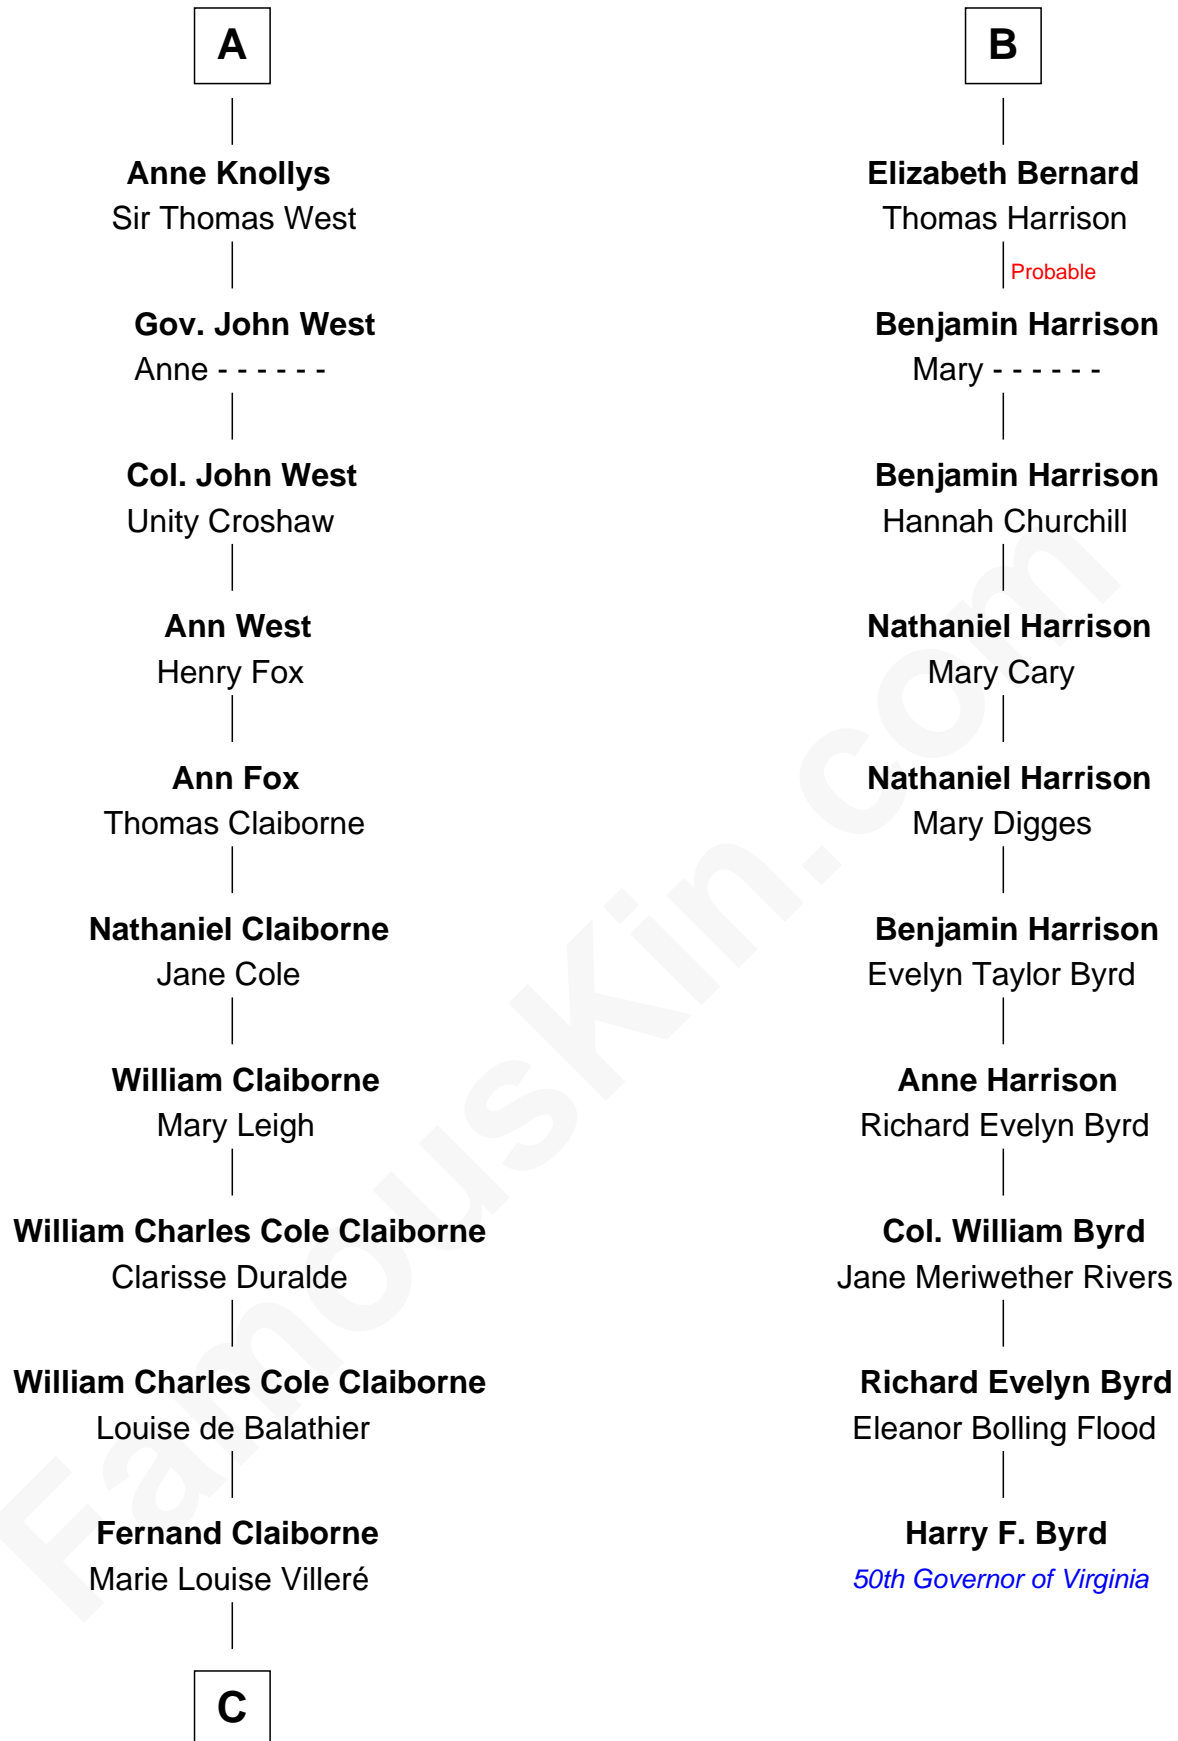 A
Anne Knollys
Sir Thomas West
Gov. John West
Anne - - - - - -
Col. John West
Unity Croshaw
Ann West
Henry Fox
Ann Fox
Thomas Claiborne
Nathaniel Claiborne
Jane Cole
William Claiborne
Mary Leigh
William Charles Cole Claiborne
Clarisse Duralde
William Charles Cole Claiborne
Louise de Balathier
Fernand Claiborne
Marie Louise Villeré
C
B
Elizabeth Bernard
Thomas Harrison
Probable
Benjamin Harrison
Mary - - - - - -
Benjamin Harrison
Hannah Churchill
Nathaniel Harrison
Mary Cary
Nathaniel Harrison
Mary Digges
Benjamin Harrison
Evelyn Taylor Byrd
Anne Harrison
Richard Evelyn Byrd
Col. William Byrd
Jane Meriwether Rivers
Richard Evelyn Byrd
Eleanor Bolling Flood
Harry F. Byrd
50th Governor of Virginia
FamousKin.com